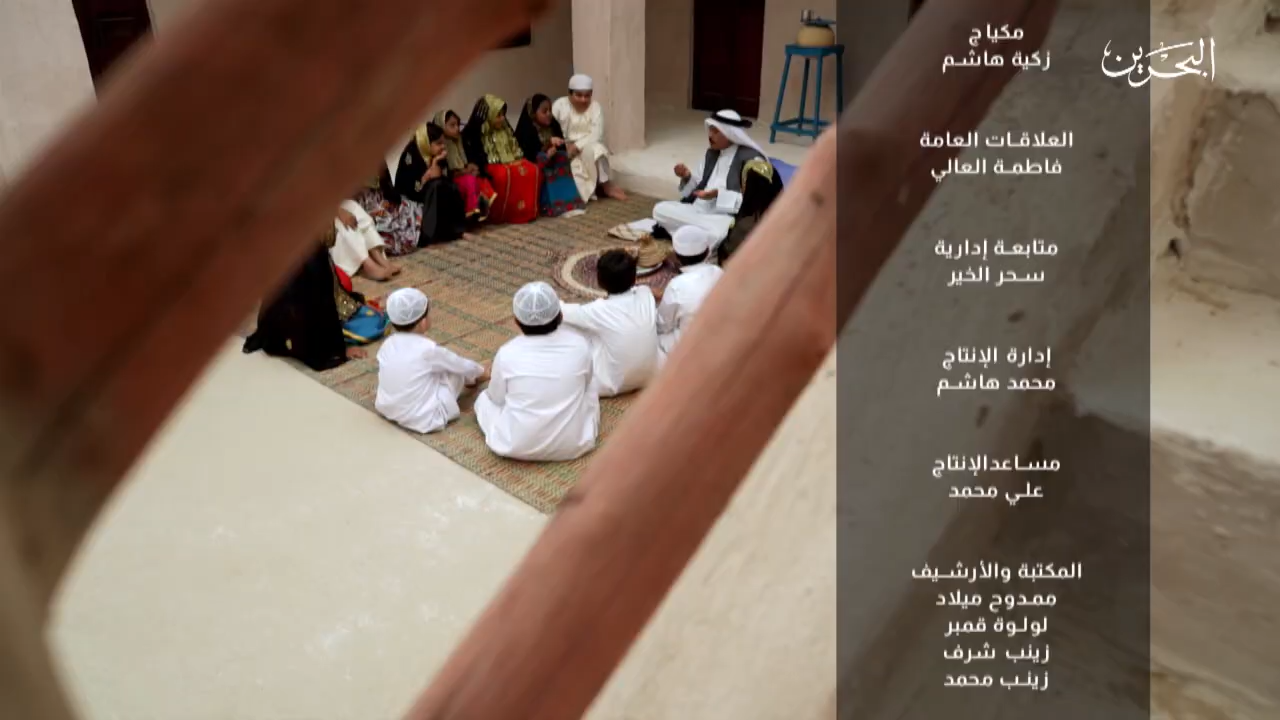 البحرين
مكياج
زكية هاشم
العلاقات العامة
فاطمة العالي
متابعة إدارية
سحر الخير
إدارة الإنتاج
محمد هاشم
مساعدالإنتاج
علي محمد
المكتبة والأرشيف
ممدوح ميلاد
لولوة قمبر
زينب شرف
زينب محمد